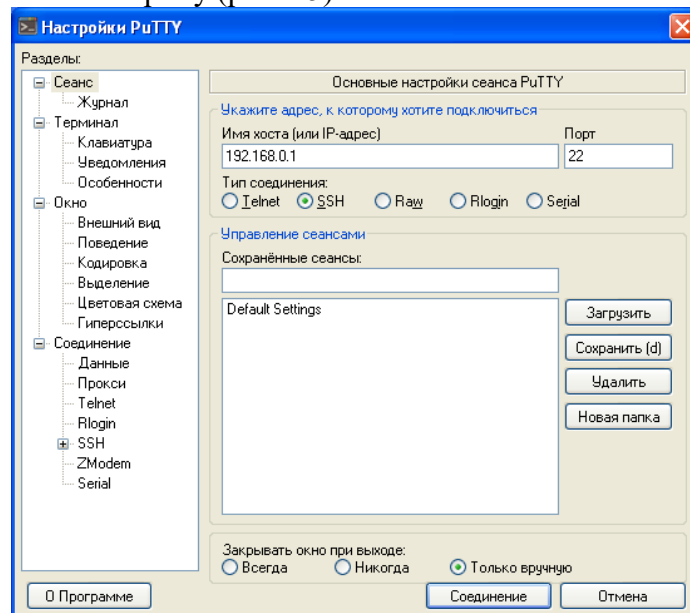 Настройки PuTTY
Разделы:
Сеанс
Журнал
Терминал
Клавиатура
Уведомления
Особенности
Окно
Внешний вид
Поведение
Кодировка
Выделение
Цветовая схема
Гиперссылки
Соединение
Данные
Прокси
Telnet
Rlogin
SSH
ZModem
Serial
Основные настройки сеанса PuTTY
Укажите адрес, к которому хотите подключиться
Имя хоста (или IP-адрес) Порт
192.168.0.1 22
Тип соединения:
Telnet SSH Raw Rlogin Serial
Управление сеансами
Сохранённые сеансы:
Default Settings
Загрузить
Сохранить (d)
Удалить
Новая папка
Закрывать окно при выходе:
Всегда Никогда Только вручную
О Программе Соединение Отмена